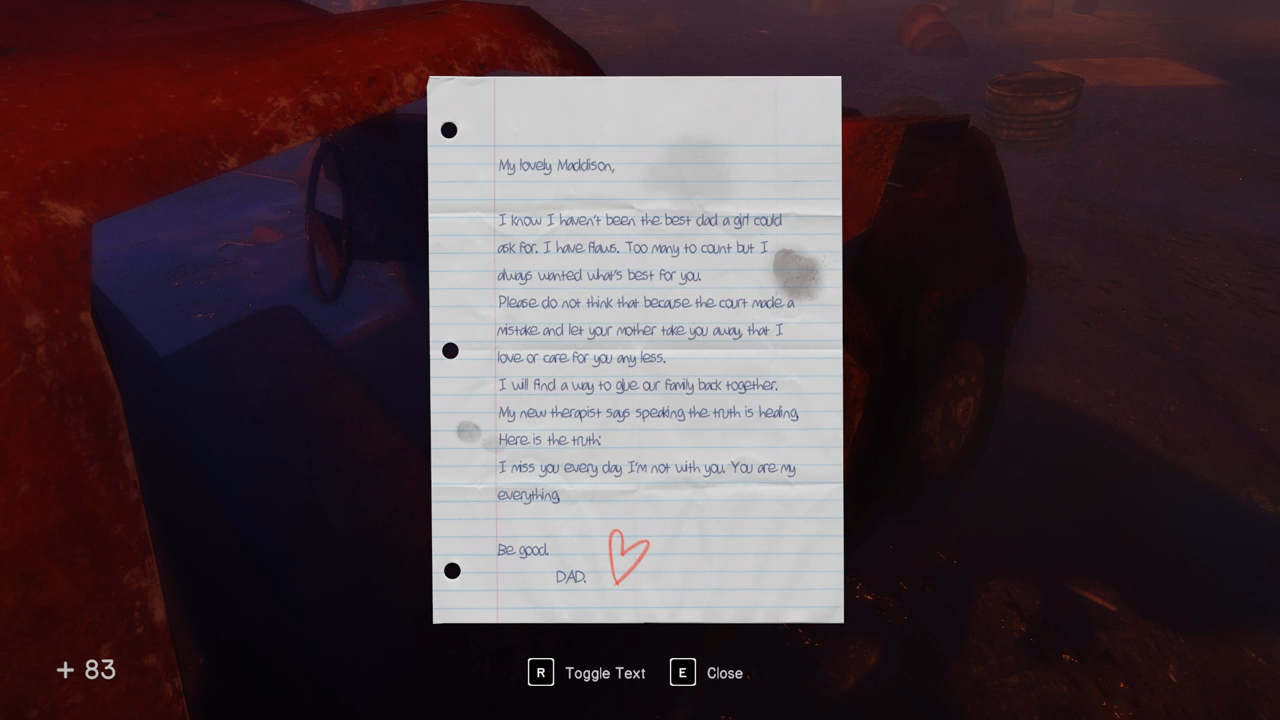 My lovely Maddison,
I know I haven't been the best dad a girl could
ask for. I have flaws. Too many to count but I
always wanted what's best for you.
Please do not think that because the court made a
mistake and let your mother take you away, that I
love or care for you any less.
I will find a way to glue our family back together.
My new therapist says speaking the truth is healing.
Here is the truth:
I miss you every day I'm not with you. You are my
everything.
Be good.
DAD.
+ 83
R Toggle Text E Close